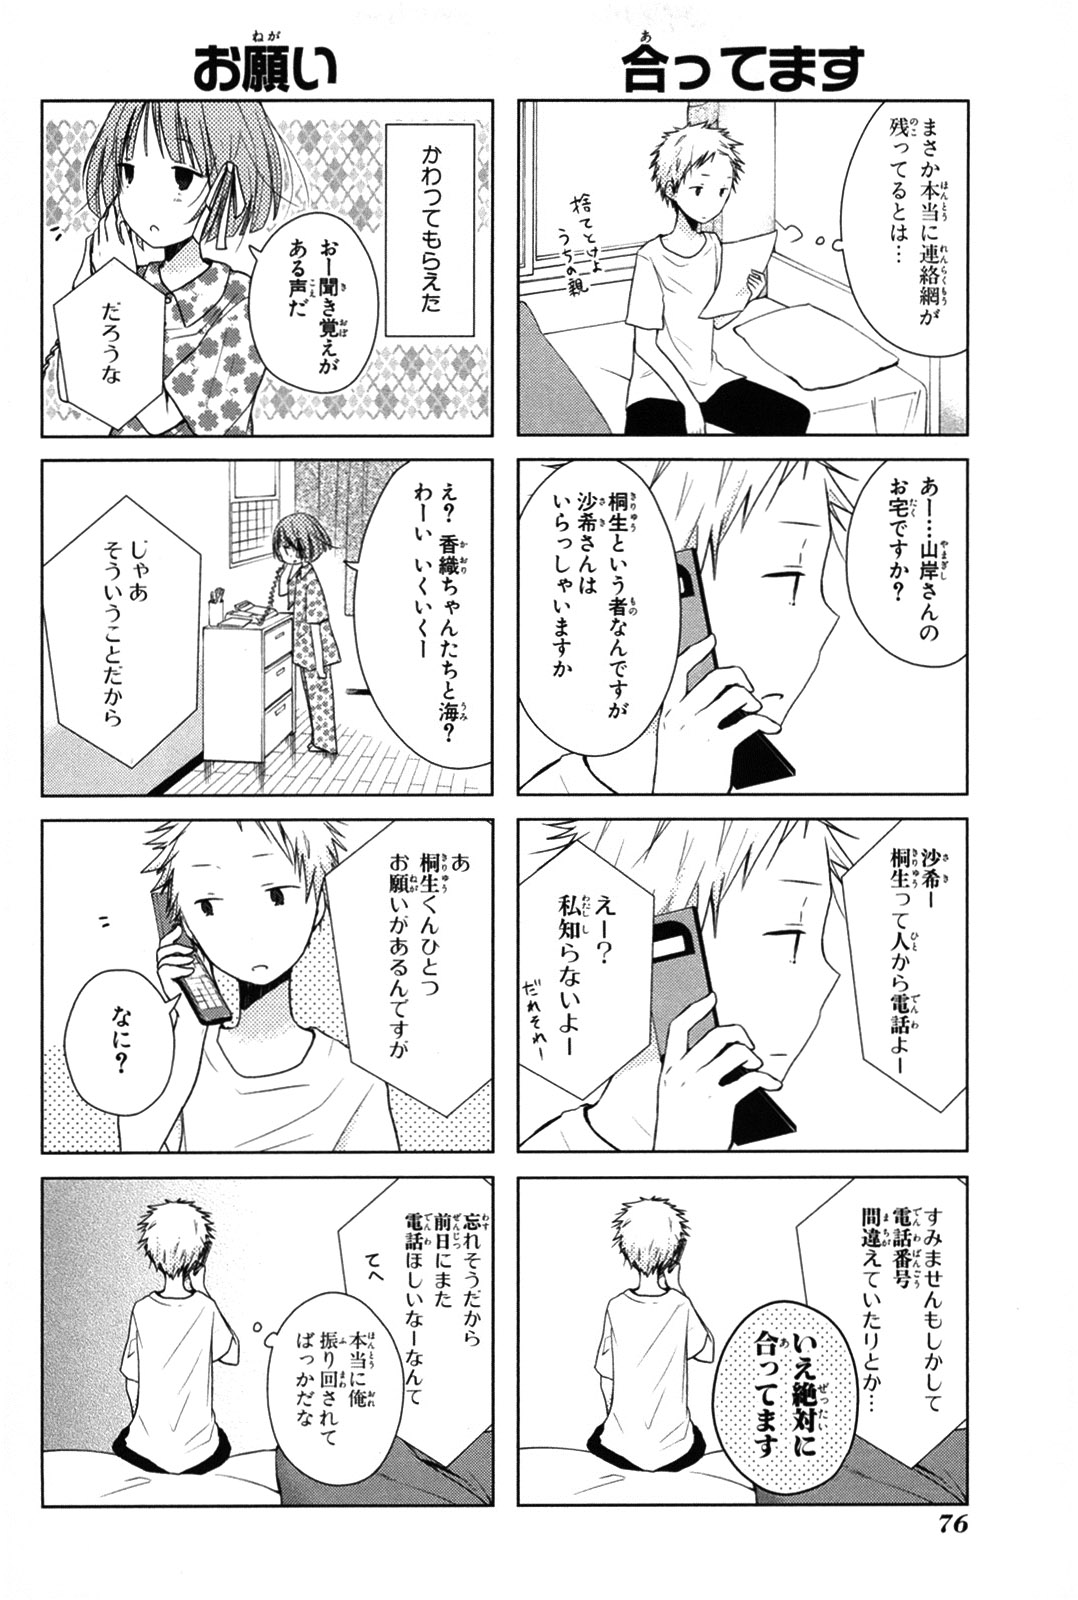 合ってます
まさか本当に連絡網が
残ってるとは…
捨てとけよ
うちの親
あー…山岸さんの
お宅ですか?
桐生という者なんですが
沙希さんは
いらっしゃいますか
沙希ー
桐生って人から電話よー
えー?
私知らないよー
だれそれー
すみませんもしかして
電話番号
間違えていたりとか…
いえ絶対に
合ってます
お願い
かわってもらえた
おー聞き覚えが
ある声だ
だろうな
え?香織ちゃんたちと海?
わーい いくいくー
じゃあ
そういうことだから
あ
桐生くんひとつ
お願いがあるんですが
なに?
忘れそうだから
前日にまた
電話ほしいなーなんて
てへ
本当に俺
振り回されて
ばっかだな
76